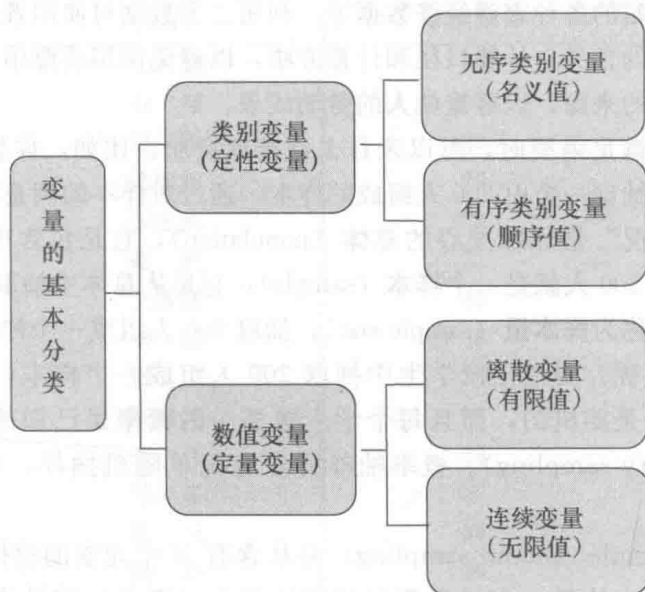 变量的基本分类
类别变量
(定性变量)
无序类别变量
(名义值)
有序类别变量
(顺序值)
数值变量
(定量变量)
离散变量
(有限值)
连续变量
(无限值)